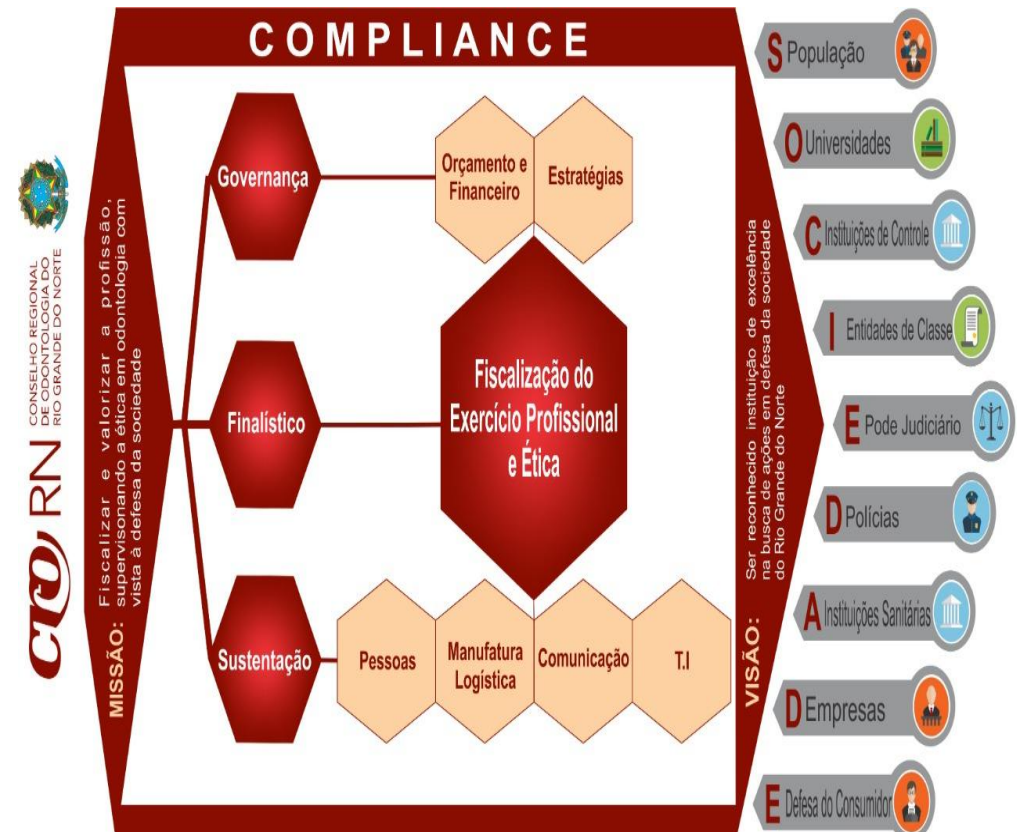 COMPLIANCE
cro RN
CONSELHO REGIONAL
DE ODONTOLOGIA DO
RIO GRANDE DO NORTE
MISSÃO: Fiscalizar e valorizar a profissão,
supervisonando a ética em odontologia com
vista à defesa da sociedade
Governança
Orçamento e
Financeiro
Estratégias
Finalístico
Fiscalização do
Exercício Profissional
e Ética
Sustentação
Pessoas
Manufatura
Logística
Comunicação
T.I
VISÃO: Ser reconhecido instituição de excelência
na busca de ações em defesa da sociedade
do Rio Grande do Norte
S População
O Universidades
C Instituições de Controle
I Entidades de Classe
E Pode Judiciário
D Polícias
A Instituições Sanitárias
D Empresas
E Defesa do Consumidor